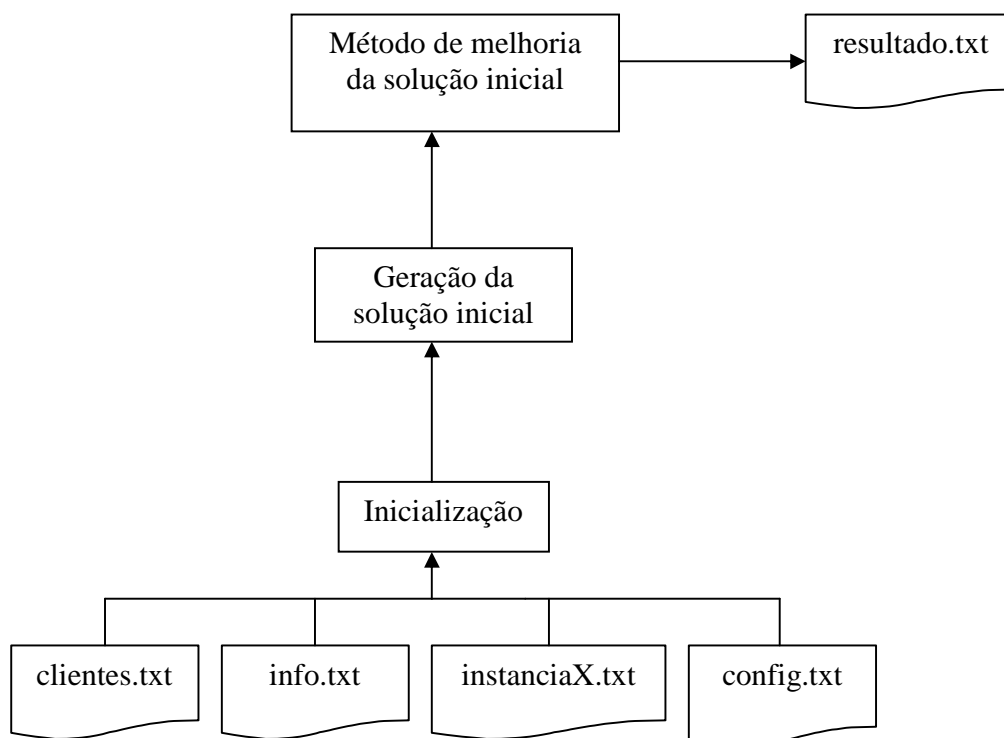 Método de melhoria
da solução inicial
resultado.txt
Geração da
solução inicial
Inicialização
clientes.txt
info.txt
instanciaX.txt
config.txt